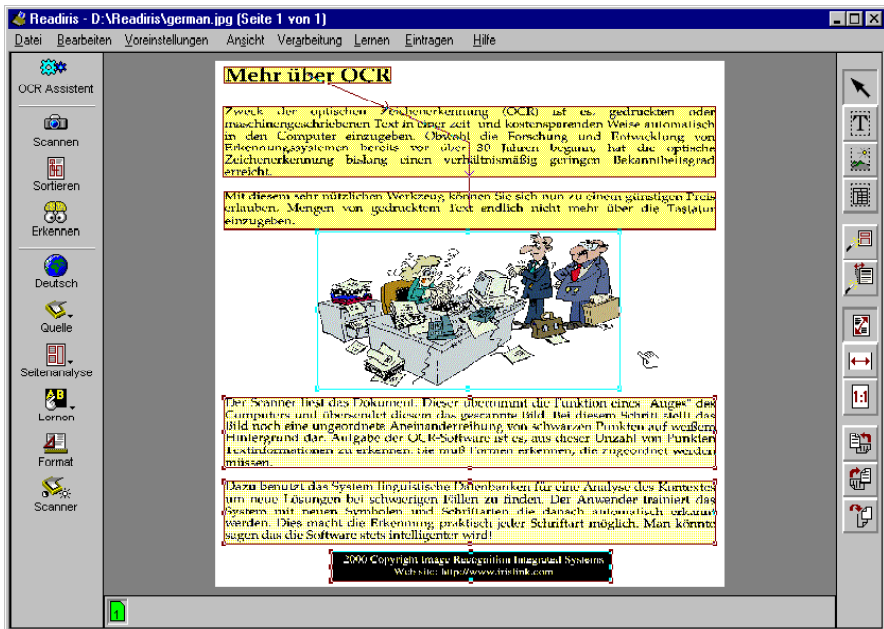 Readiris - D:\Readiris\german.jpg (Seite 1 von 1)
Datei Bearbeiten Voreinstellungen Ansicht Verarbeitung Lernen Eintragen Hilfe
OCR Assistent
Scannen
Sortieren
Erkennen
Deutsch
Quelle
Seitenanalyse
Lernen
Format
Scanner
Mehr über OCR
Zweck der optischen Zeichenerkennung (OCR) ist es, gedruckten oder
maschinengeschriebenen Text in einer zeit und kostensparenden Weise automatisch
in den Computer einzugeben. Obwohl die Forschung und Entwicklung von
Erkennungssystemen bereits vor über 30 Jahren begann, hat die optische
Zeichenerkennung bislang einen verhältnismäßig geringen Bekanntheitsgrad
erreicht.
Mit diesem sehr nützlichen Werkzeug können Sie sich nun zu einem günstigen Preis
erlauben, Mengen von gedrucktem Text endlich nicht mehr über die Tastatur
einzugeben.
Der Scanner liest das Dokument. Dieser übernimmt die Funktion eines "Auges" des
Computers und übersendet diesem das gescannte Bild. Bei diesem Schritt stellt das
Bild noch eine ungeordnete Aneinanderreihung von schwarzen Punkten auf weißem
Hintergrund dar. Aufgabe der OCR-Software ist es, aus dieser Unzahl von Punkten
Textinformationen zu erkennen. Sie muß Formen erkennen, die zugeordnet werden
müssen.
Dazu benutzt das System linguistische Datenbanken für eine Analyse des Kontextes
um neue Lösungen bei schwierigen Fällen zu finden. Der Anwender trainiert das
System mit neuen Symbolen und Schriftarten die danach automatisch erkannt
werden. Dies macht die Erkennung praktisch jeder Schriftart möglich. Man könnte
sagen das die Software stets intelligenter wird!
2000 Copyright Image Recognition Integrated Systems
Web site: http://www.irislink.com
1:1
1